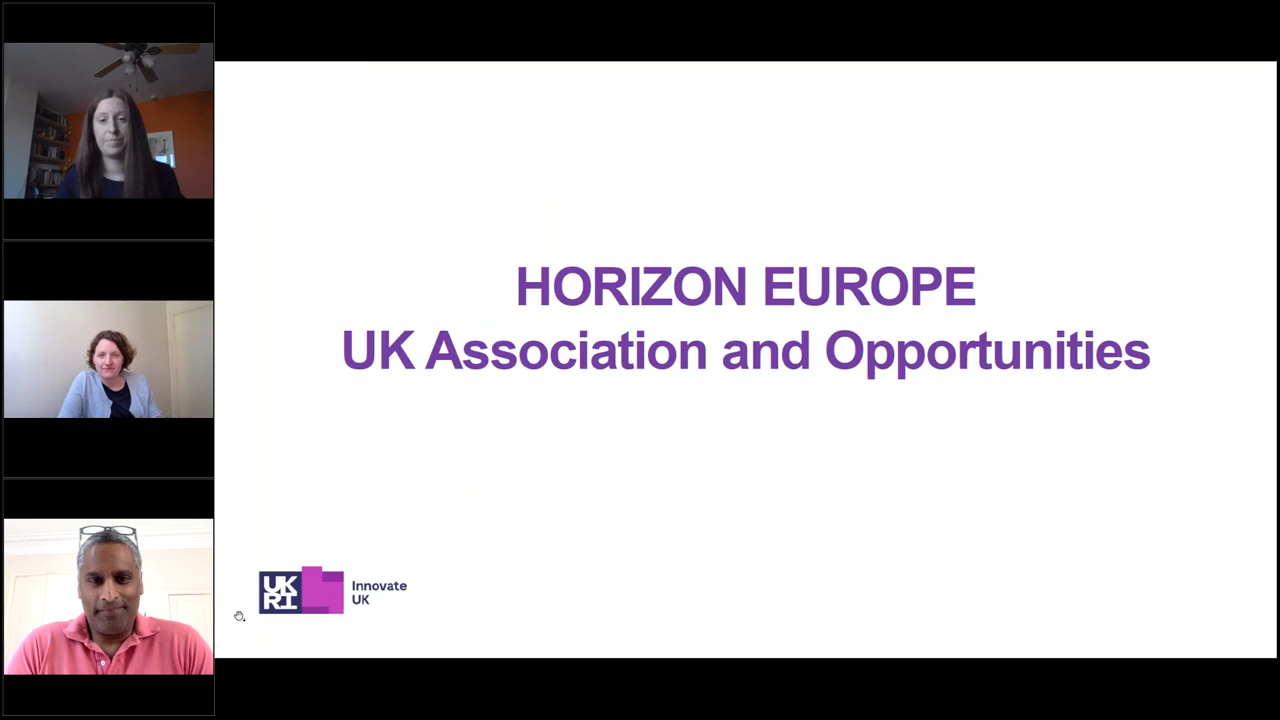 HORIZON EUROPE
UK Association and Opportunities
UK
RI
Innovate
UK